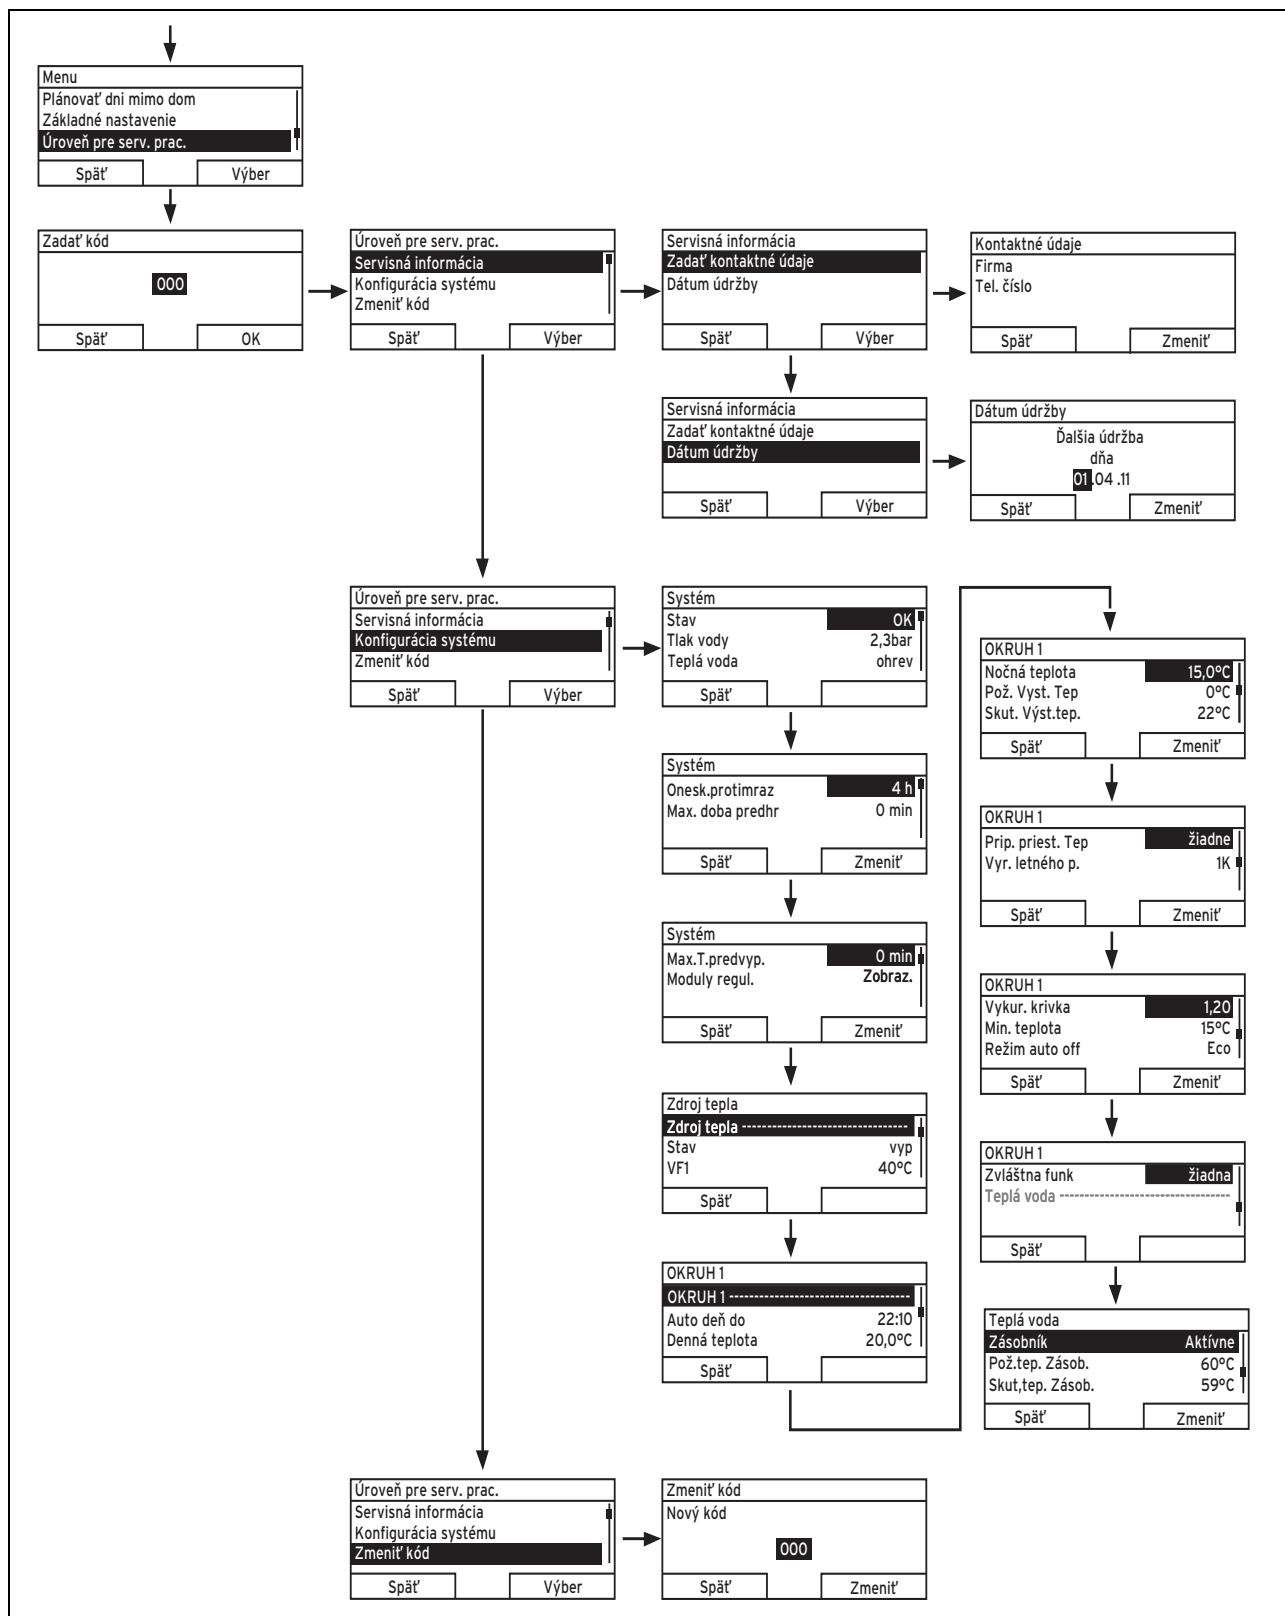 Menu
Plánovať dni mimo dom
Základné nastavenie
Úroveň pre serv. prac.
Späť Výber
Zadať kód
000
Späť OK
Úroveň pre serv. prac.
Servisná informácia
Konfigurácia systému
Zmeniť kód
Späť Výber
Servisná informácia
Zadať kontaktné údaje
Dátum údržby
Späť Výber
Kontaktné údaje
Firma
Tel. číslo
Späť Zmeniť
Servisná informácia
Zadať kontaktné údaje
Dátum údržby
Späť Výber
Dátum údržby
Ďalšia údržba
dňa
01.04 .11
Späť Zmeniť
Úroveň pre serv. prac.
Servisná informácia
Konfigurácia systému
Zmeniť kód
Späť Výber
Systém
Stav OK
Tlak vody 2,3bar
Teplá voda ohrev
Späť
Systém
Onesk.protimraz 4 h
Max. doba predhr 0 min
Späť Zmeniť
Systém
Max.T.predvyp. 0 min
Moduly regul. Zobraz.
Späť Zmeniť
Zdroj tepla
Zdroj tepla ---------------------------------
Stav vyp
VF1 40°C
Späť
OKRUH 1
OKRUH 1 ------------------------------------
Auto deň do 22:10
Denná teplota 20,0°C
Späť
OKRUH 1
Nočná teplota 15,0°C
Pož. Vyst. Tep 0°C
Skut. Výst.tep. 22°C
Späť Zmeniť
OKRUH 1
Prip. priest. Tep žiadne
Vyr. letného p. 1K
Späť Zmeniť
OKRUH 1
Vykur. krivka 1,20
Min. teplota 15°C
Režim auto off Eco
Späť Zmeniť
OKRUH 1
Zvláštna funk žiadna
Teplá voda ----------------------------------
Späť
Teplá voda
Zásobník Aktívne
Pož.tep. Zásob. 60°C
Skut,tep. Zásob. 59°C
Späť Zmeniť
Úroveň pre serv. prac.
Servisná informácia
Konfigurácia systému
Zmeniť kód
Späť Výber
Zmeniť kód
Nový kód
000
Späť Zmeniť